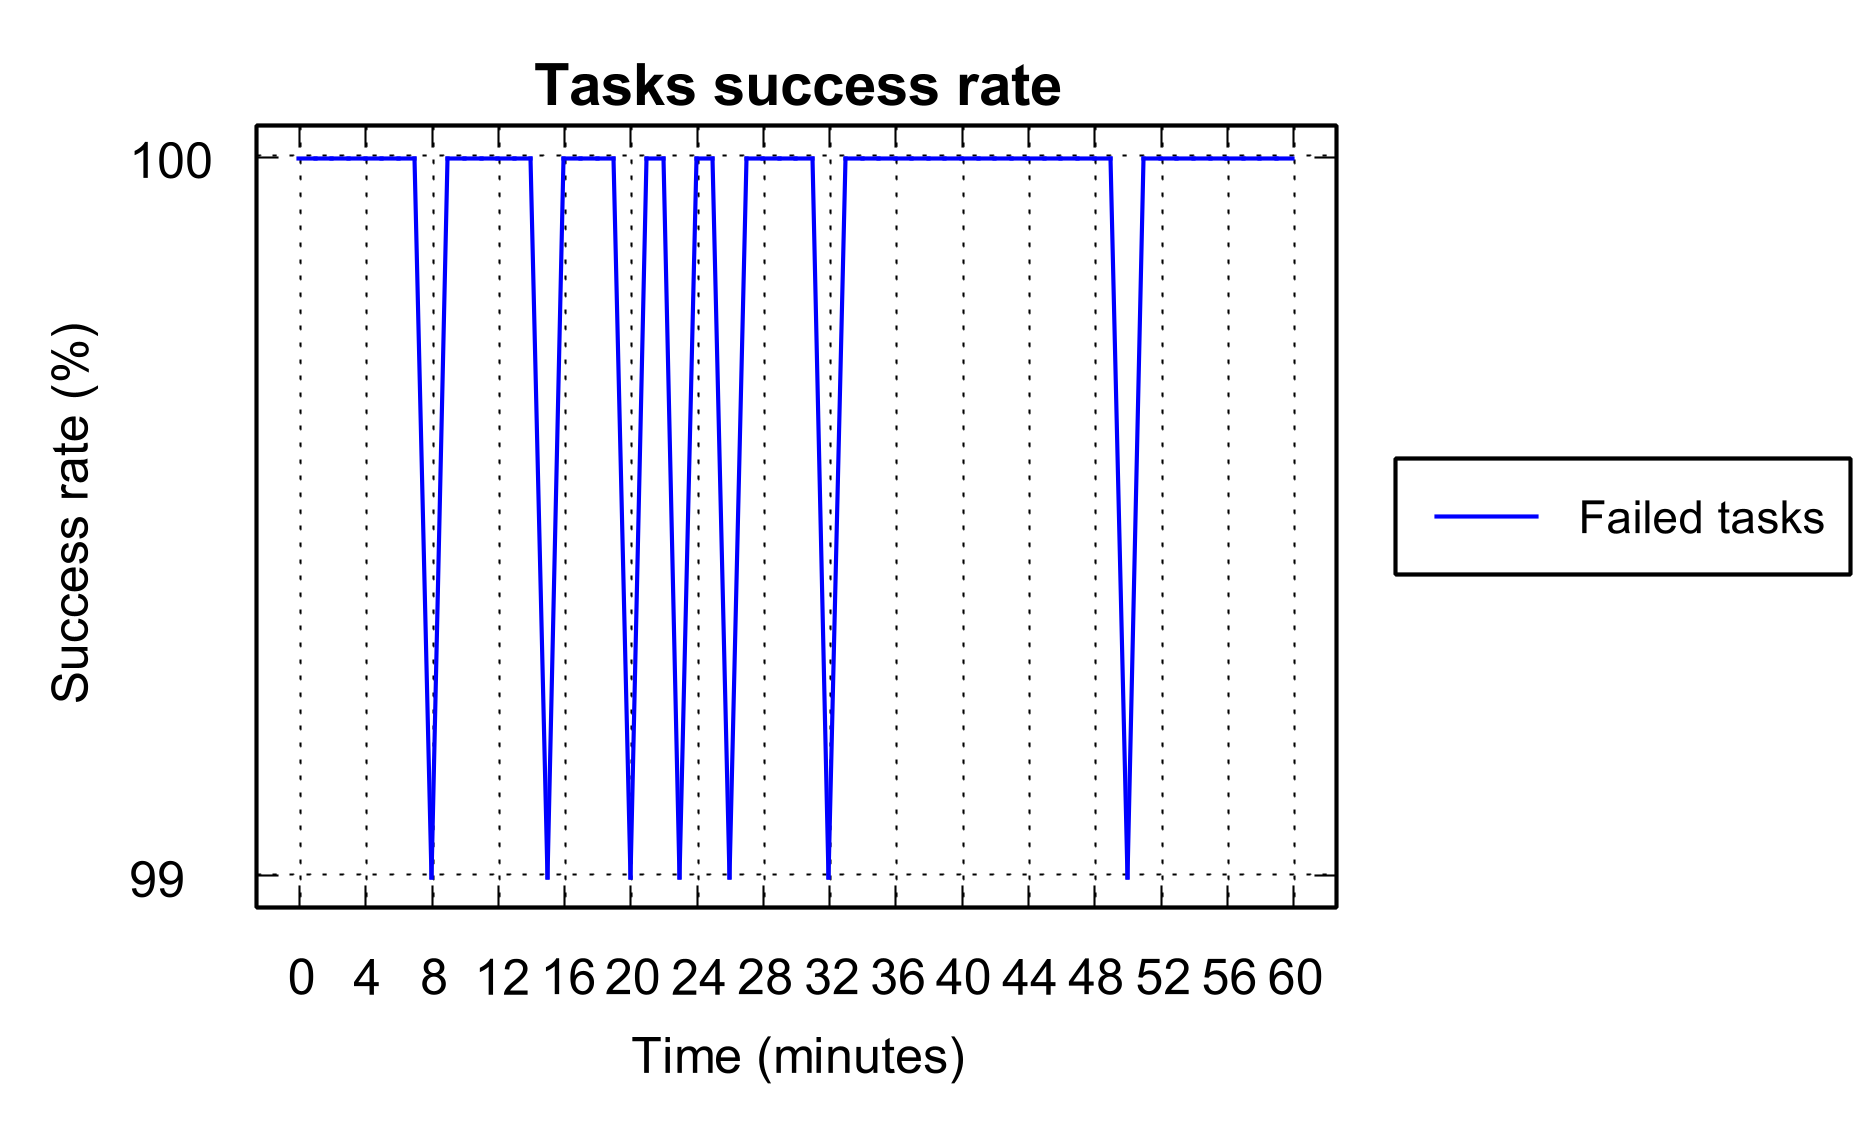 Tasks success rate
100
Success rate (%)
Failed tasks
99
0 4 8 12 16 20 24 28 32 36 40 44 48 52 56 60
Time (minutes)